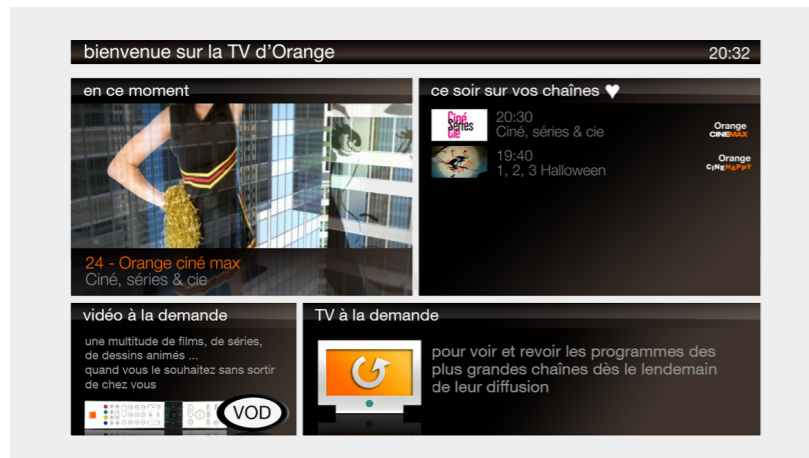 bienvenue sur la TV d’Orange
20:32
en ce moment
24 - Orange ciné max
Ciné, séries & cie
ce soir sur vos chaînes
Ciné
Séries
cie
20:30
Ciné, séries & cie
Orange
CINEMAX
19:40
1, 2, 3 Halloween
Orange
CINEHAPPY
vidéo à la demande
une multitude de films, de séries,
de dessins animés ...
quand vous le souhaitez sans sortir
de chez vous
VOD
TV à la demande
pour voir et revoir les programmes des
plus grandes chaînes dès le lendemain
de leur diffusion